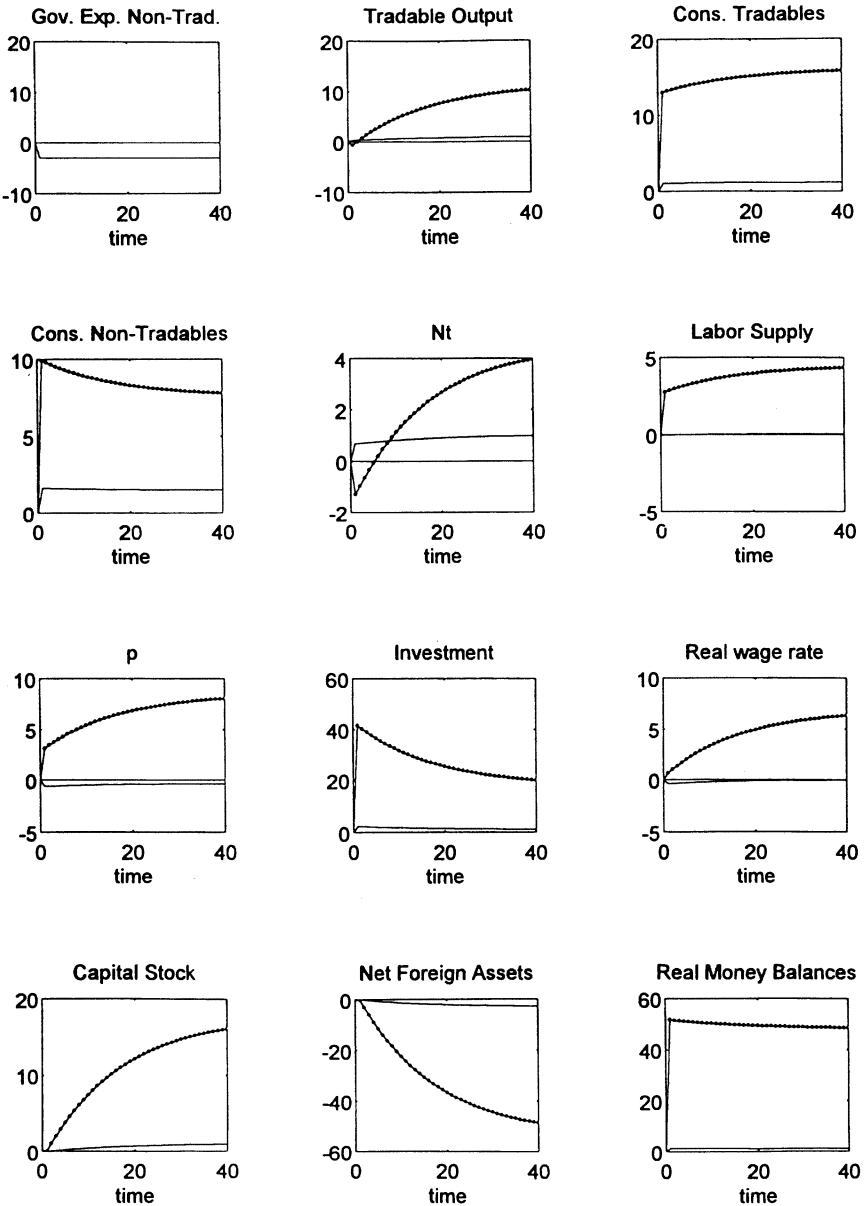 Gov. Exp. Non-Trad.
20
10
0
-10
0 20 40
time
Tradable Output
20
10
0
-10
0 20 40
time
Cons. Tradables
20
10
0
0 20 40
time
Cons. Non-Tradables
10
5
0
0 20 40
time
Nt
4
2
0
-2
0 20 40
time
Labor Supply
5
0
-5
0 20 40
time
p
10
5
0
-5
0 20 40
time
Investment
60
40
20
0
0 20 40
time
Real wage rate
10
5
0
-5
0 20 40
time
Capital Stock
20
10
0
0 20 40
time
Net Foreign Assets
0
-20
-40
-60
0 20 40
time
Real Money Balances
60
40
20
0
0 20 40
time